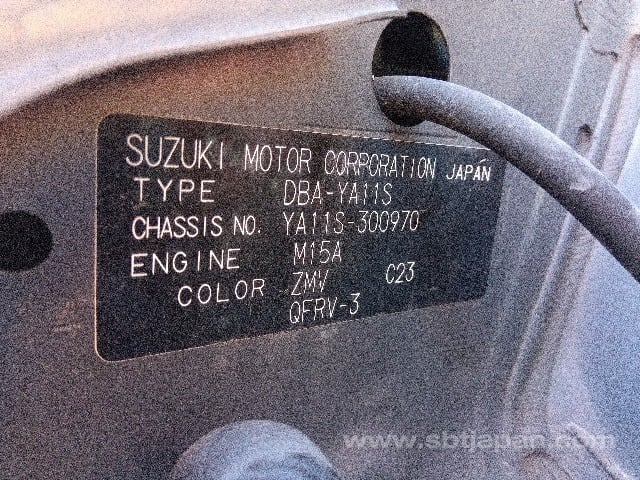 SUZUKI MOTOR CORPORATION JAPAN
TYPE DBA-YA11S
CHASSIS NO. YA11S-300970
ENGINE M15A
COLOR ZMV C23
QFRV-3
www.sbtjapan.com